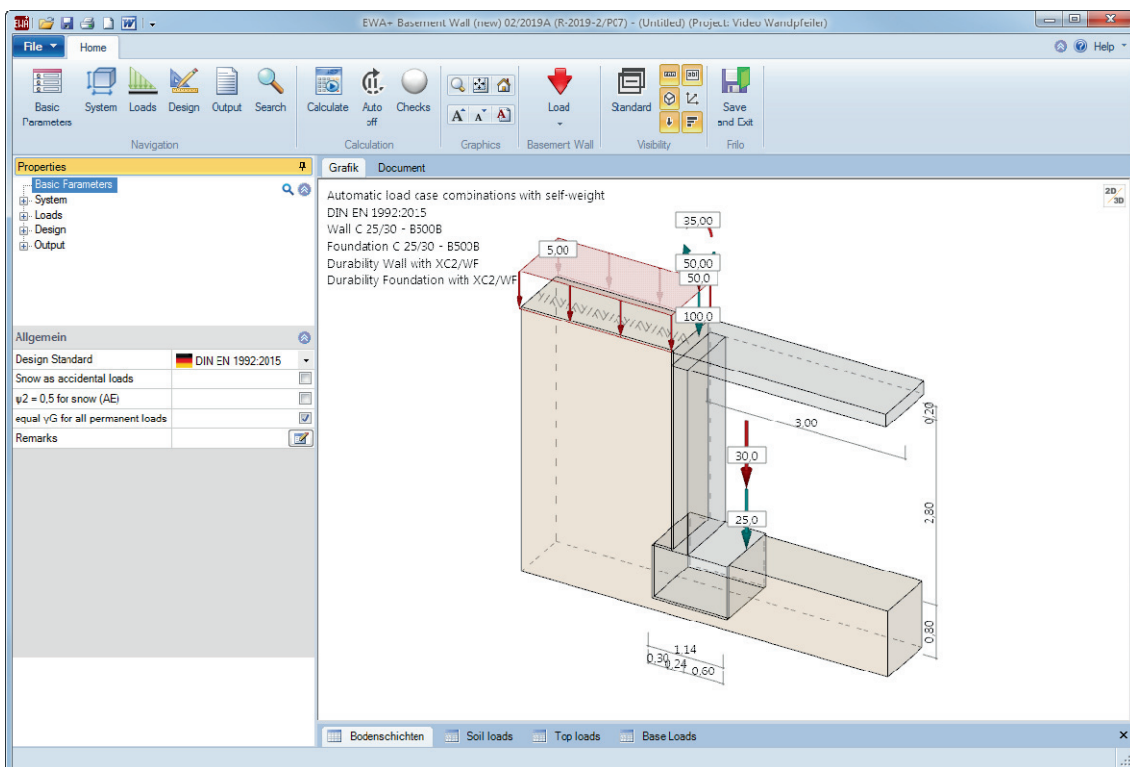 EWA+ Basement Wall (new) 02/2019A (R-2019-2/PC7) - (Untitled) (Project: Video Wandpfeiler)
File Home Help
Basic Parameters
System
Loads
Design
Output
Search
Navigation
Calculate
Auto off
Checks
Calculation
Graphics
Load
Basement Wall
Standard
Visibility
Save and Exit
Frilo
Properties
Basic Parameters
System
Loads
Design
Output
Allgemein
Design Standard DIN EN 1992:2015
Snow as accidental loads
ψ2 = 0,5 for snow (AE)
equal γG for all permanent loads
Remarks
Grafik Document
2D/3D
Automatic load case combinations with self-weight
DIN EN 1992:2015
Wall C 25/30 - B500B
Foundation C 25/30 - B500B
Durability Wall with XC2/WF
Durability Foundation with XC2/WF
35,00
5,00
50,00
50,0
100,0
3,00
0,20
30,0
2,80
25,0
0,80
1,14
0,30
0,24
0,60
Bodenschichten Soil loads Top loads Base Loads